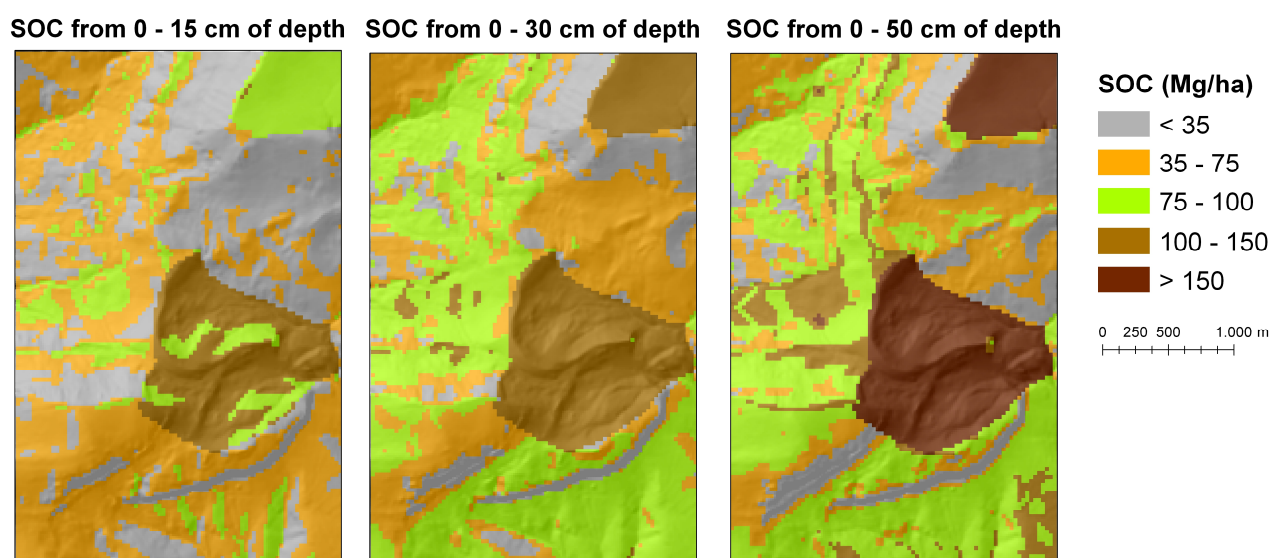 SOC from 0 - 15 cm of depth
SOC from 0 - 30 cm of depth
SOC from 0 - 50 cm of depth
SOC (Mg/ha)
< 35
35 - 75
75 - 100
100 - 150
> 150
0 250 500 1.000 m